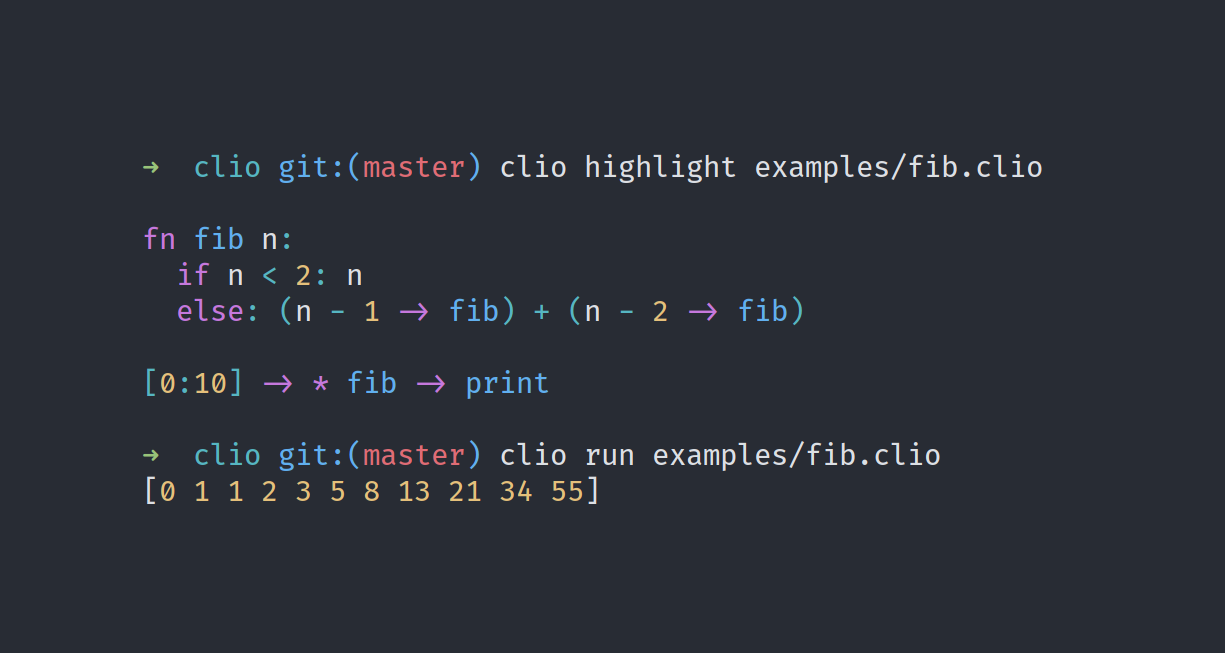 ➜  clio git:(master) clio highlight examples/fib.clio
fn fib n:
  if n < 2: n
  else: (n - 1 -> fib) + (n - 2 -> fib)
[0:10] -> * fib -> print
➜  clio git:(master) clio run examples/fib.clio
[0 1 1 2 3 5 8 13 21 34 55]